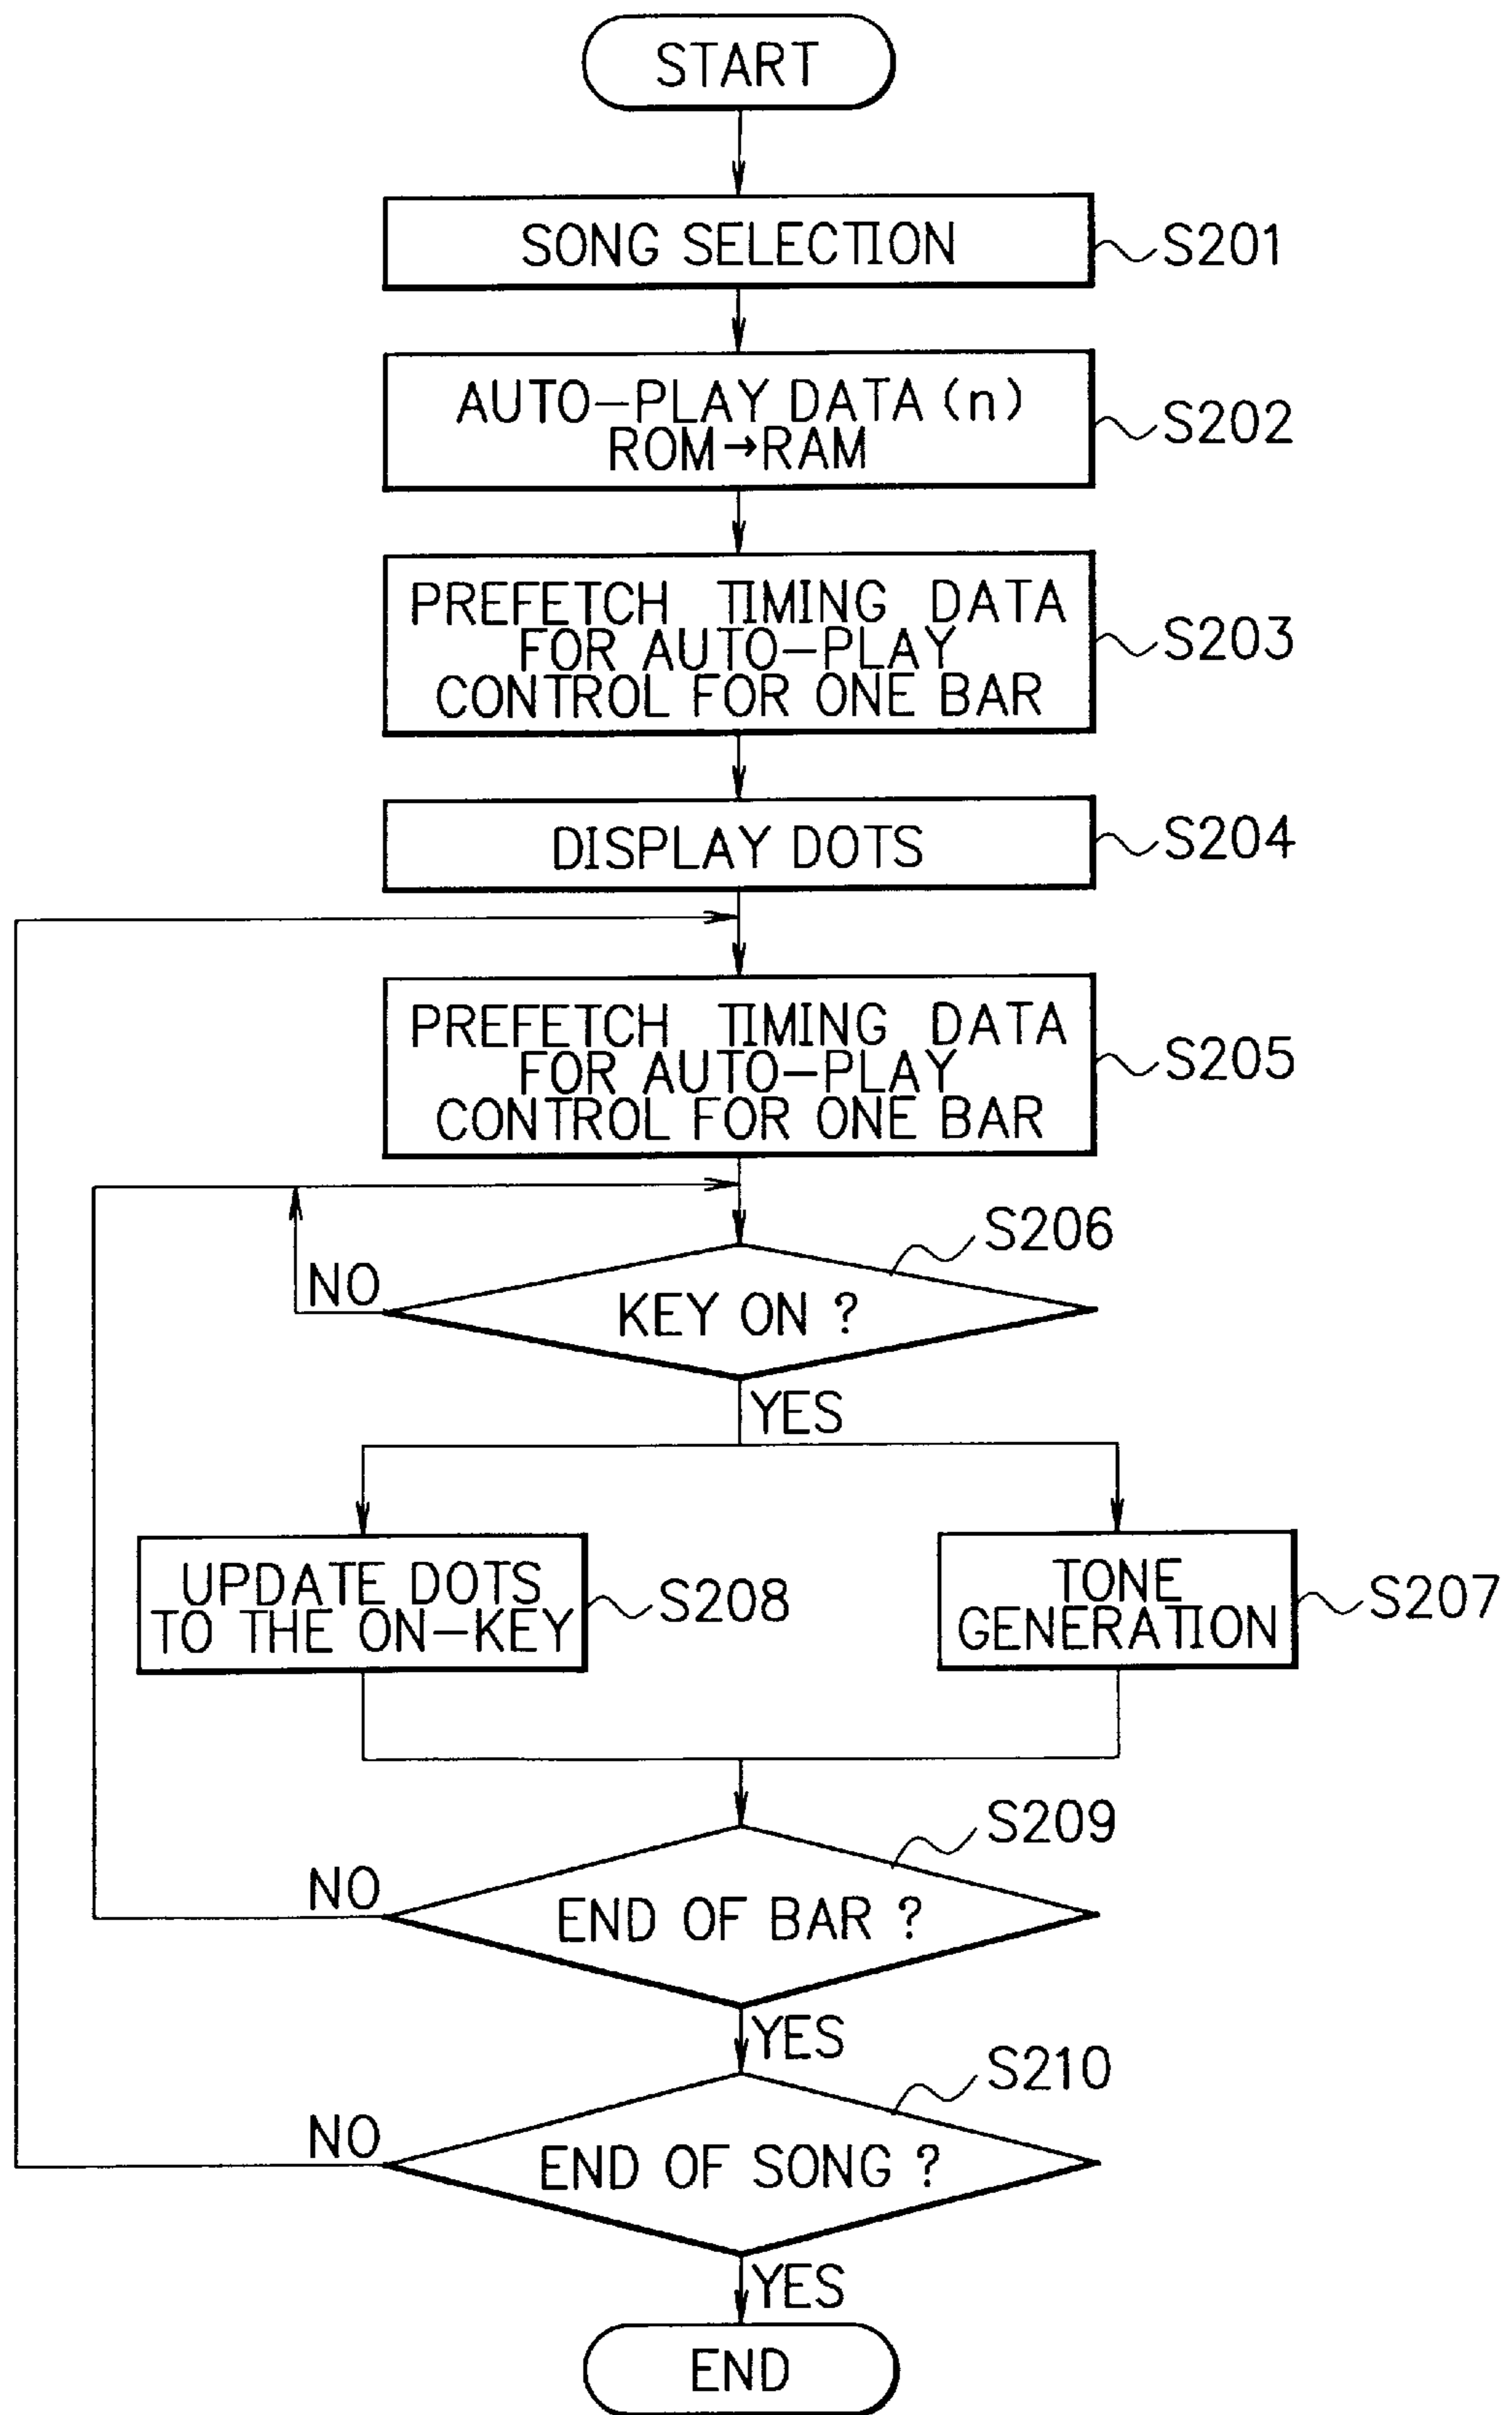 START
SONG SELECTION
S201
AUTO-PLAY DATA (n)
ROM→RAM
S202
PREFETCH TIMING DATA
FOR AUTO-PLAY
CONTROL FOR ONE BAR
S203
DISPLAY DOTS
S204
PREFETCH TIMING DATA
FOR AUTO-PLAY
CONTROL FOR ONE BAR
S205
S206
NO
KEY ON ?
YES
UPDATE DOTS
TO THE ON-KEY
S208
TONE
GENERATION
S207
S209
NO
END OF BAR ?
YES
S210
NO
END OF SONG ?
YES
END